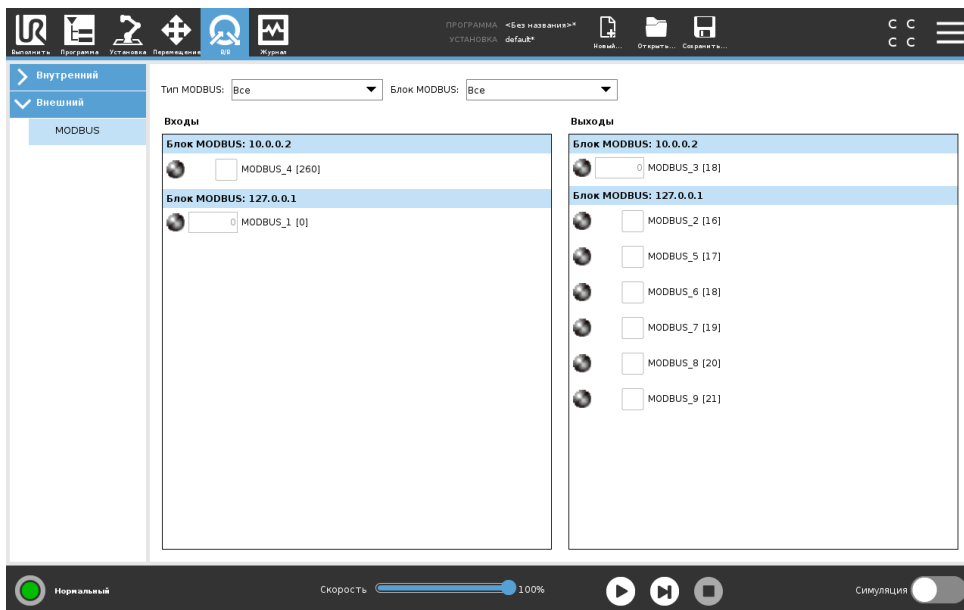 UR
ПРОГРАММА <Без названия>*
УСТАНОВКА default*
C C
C C
Выполнить Программа Установка Перемещение В/В Журнал
Новый... Открыть... Сохранить...
Внутренний
Внешний
MODBUS
Тип MODBUS: Все Блок MODBUS: Все
Входы
Блок MODBUS: 10.0.0.2
MODBUS_4 [260]
Блок MODBUS: 127.0.0.1
0 MODBUS_1 [0]
Выходы
Блок MODBUS: 10.0.0.2
0 MODBUS_3 [18]
Блок MODBUS: 127.0.0.1
MODBUS_2 [16]
MODBUS_5 [17]
MODBUS_6 [18]
MODBUS_7 [19]
MODBUS_8 [20]
MODBUS_9 [21]
Нормальный
Скорость 100%
Симуляция